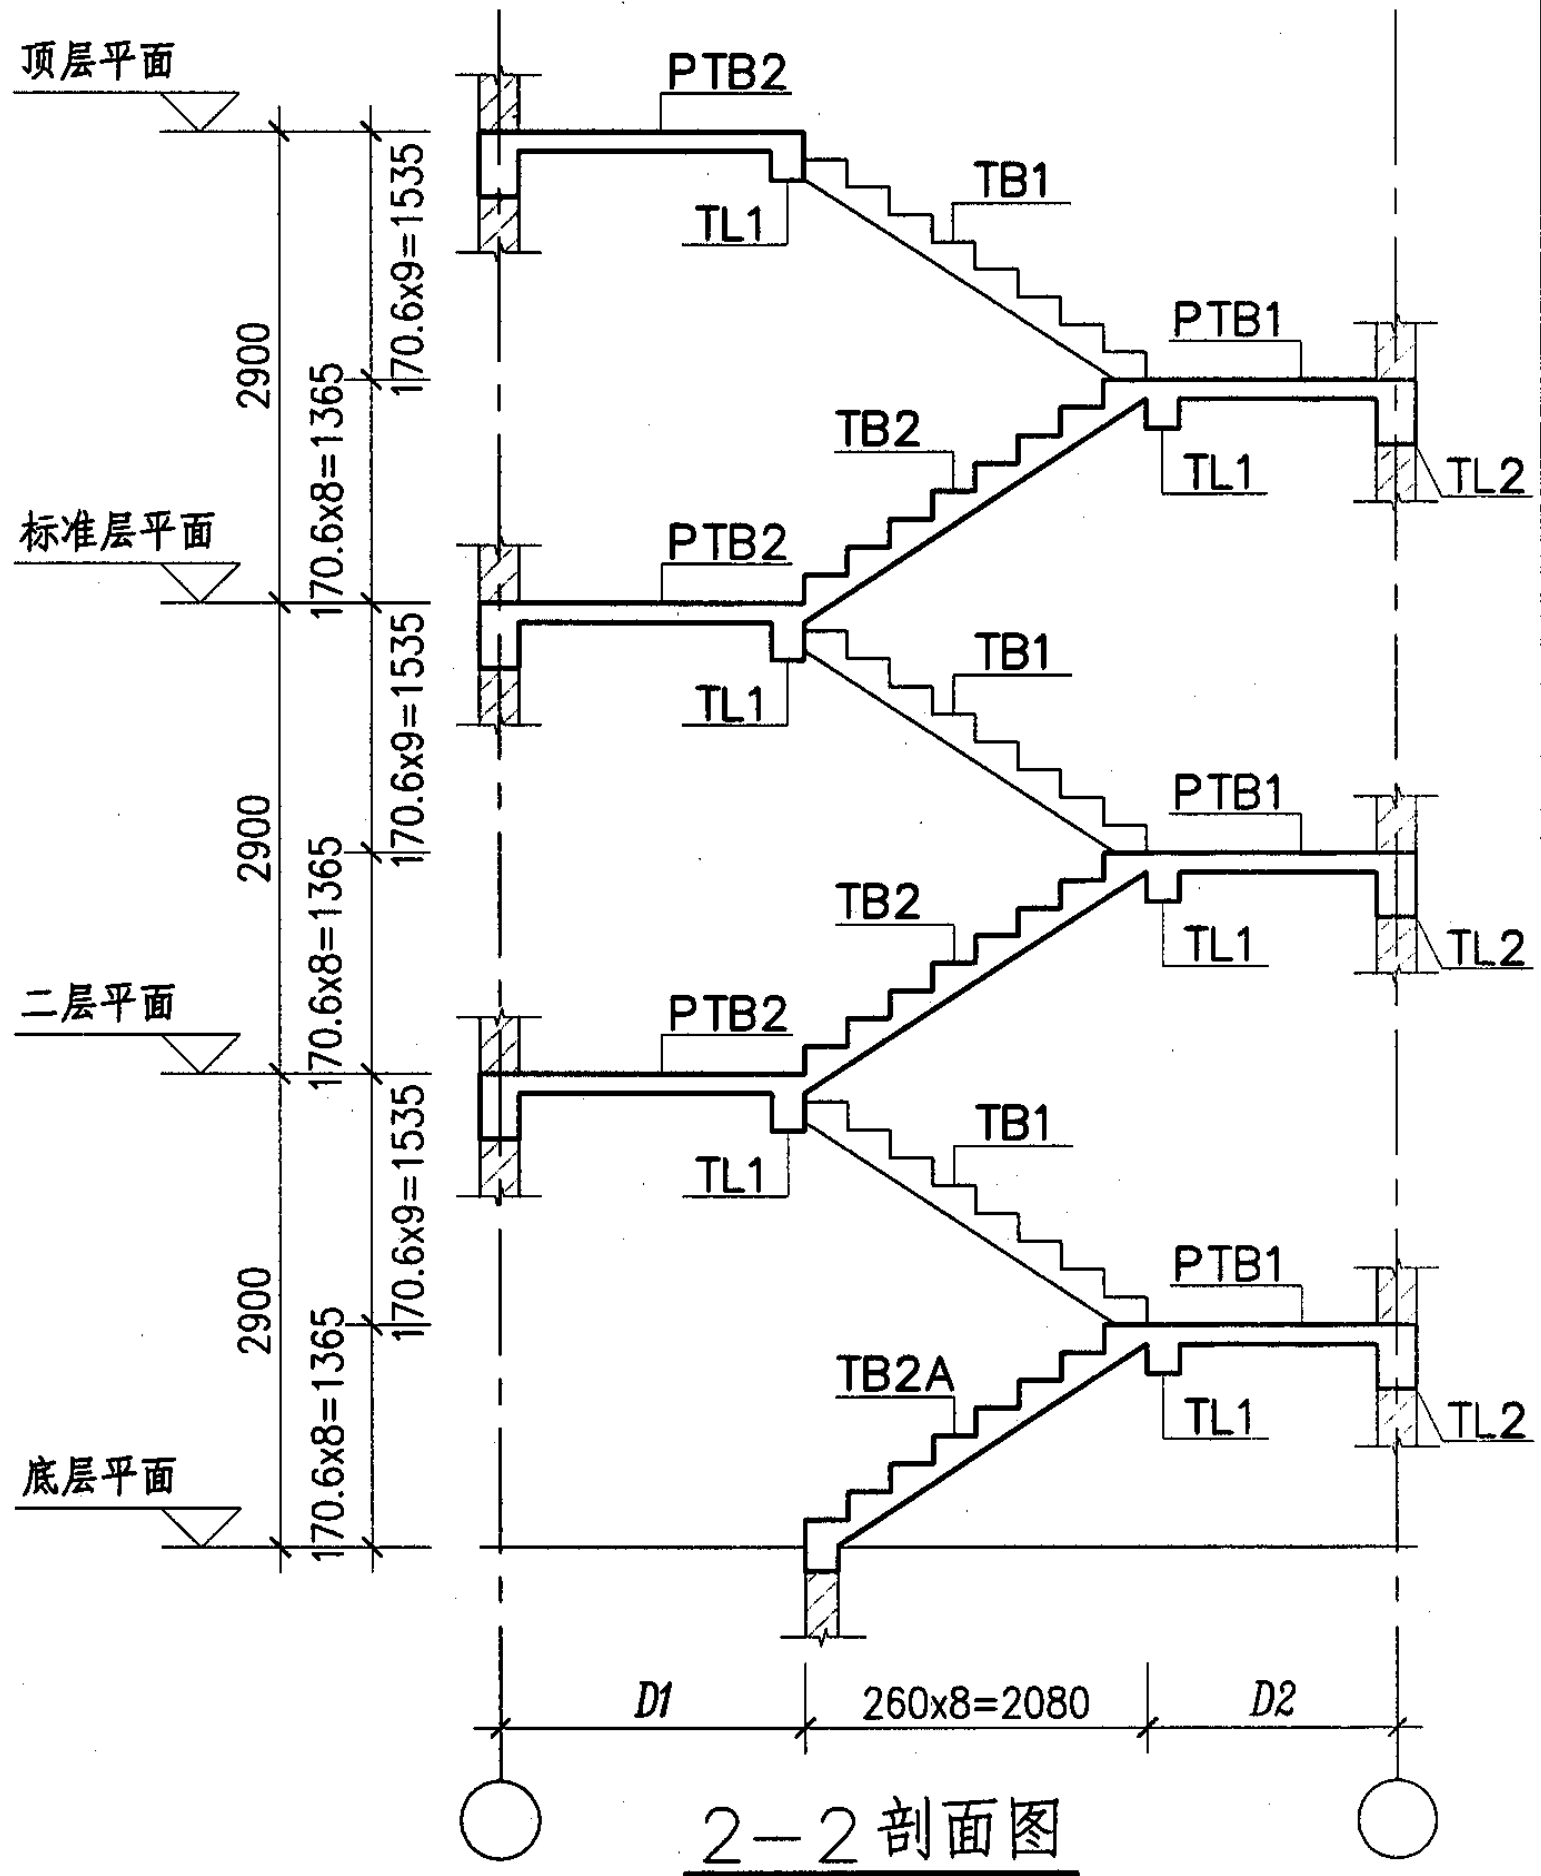 顶层平面
PTB2
TB1
TL1
170.6x9=1535
2900
PTB1
170.6x8=1365
TB2
TL1
TL2
标准层平面
PTB2
TB1
TL1
170.6x9=1535
2900
PTB1
170.6x8=1365
TB2
TL1
TL2
二层平面
PTB2
TB1
TL1
170.6x9=1535
2900
PTB1
170.6x8=1365
TB2A
TL1
TL2
底层平面
D1
260x8=2080
D2
2-2剖面图